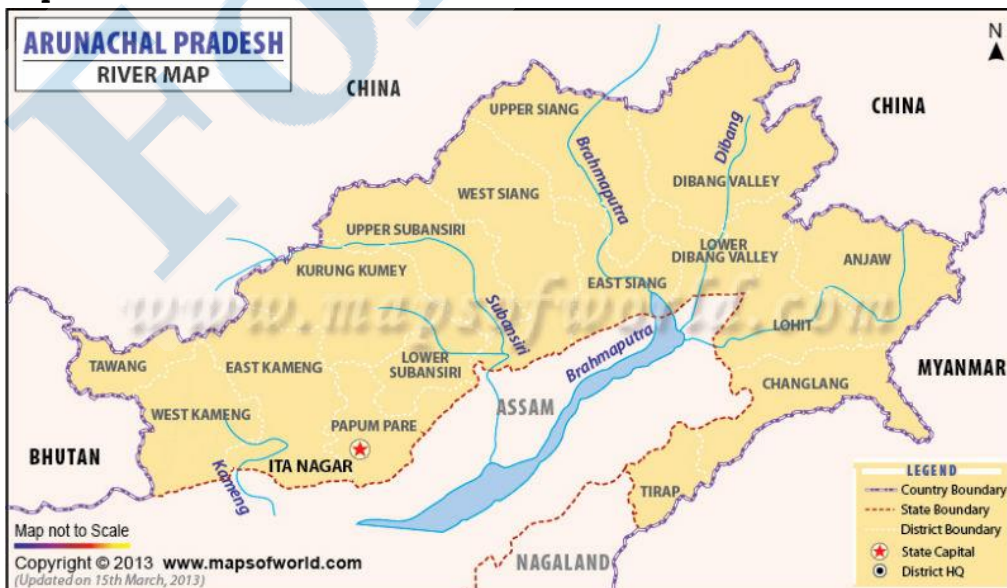 ARUNACHAL PRADESH
RIVER MAP
N
CHINA
CHINA
UPPER SIANG
Brahmaputra
Dibang
DIBANG VALLEY
WEST SIANG
UPPER SUBANSIRI
LOWER
DIBANG VALLEY
ANJAW
KURUNG KUMEY
EAST SIANG
www.mapsofworld.com
Subansiri
LOHIT
Brahmaputra
TAWANG
EAST KAMENG
LOWER
SUBANSIRI
MYANMAR
CHANGLANG
ASSAM
WEST KAMENG
PAPUM PARE
BHUTAN
ITA NAGAR
Kameng
TIRAP
NAGALAND
LEGEND
Country Boundary
State Boundary
District Boundary
State Capital
District HQ
Map not to Scale
Copyright © 2013 www.mapsofworld.com
(Updated on 15th March, 2013)